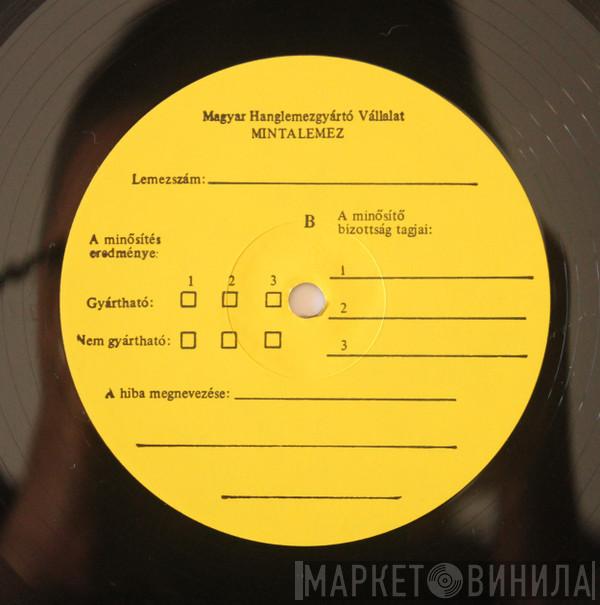 Magyar Hanglemezgyártó Vállalat
MINTALEMEZ
Lemezszám:
B
A minősítés
eredménye:
A minősítő
bizottság tagjai:
1 2 3
Gyártható:
Nem gyártható:
1
2
3
A hiba megnevezése:
МАРКЕТ ВИНИЛА